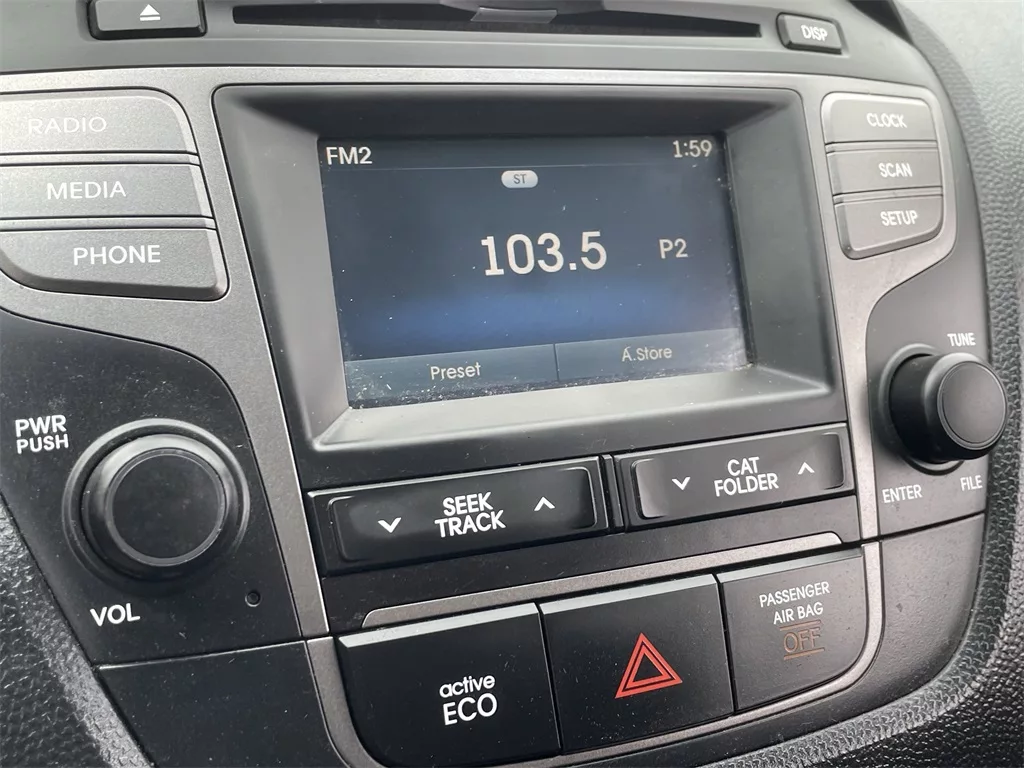 DISP
RADIO
MEDIA
PHONE
FM2
1:59
ST
103.5
P2
Preset
A.Store
CLOCK
SCAN
SETUP
TUNE
PWR
PUSH
VOL
SEEK
TRACK
CAT
FOLDER
ENTER
FILE
active
ECO
PASSENGER
AIR BAG
OFF